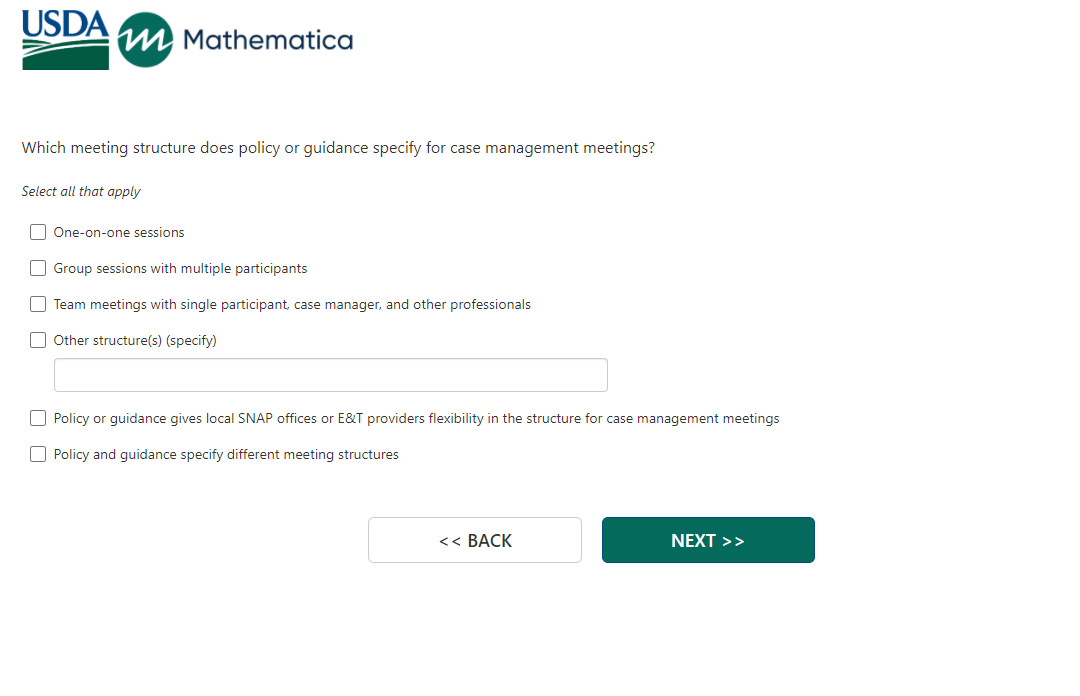 USDA Mathematica
Which meeting structure does policy or guidance specify for case management meetings?
Select all that apply
One-on-one sessions
Group sessions with multiple participants
Team meetings with single participant, case manager, and other professionals
Other structure(s) (specify)
Policy or guidance gives local SNAP offices or E&T providers flexibility in the structure for case management meetings
Policy and guidance specify different meeting structures
<< BACK NEXT >>